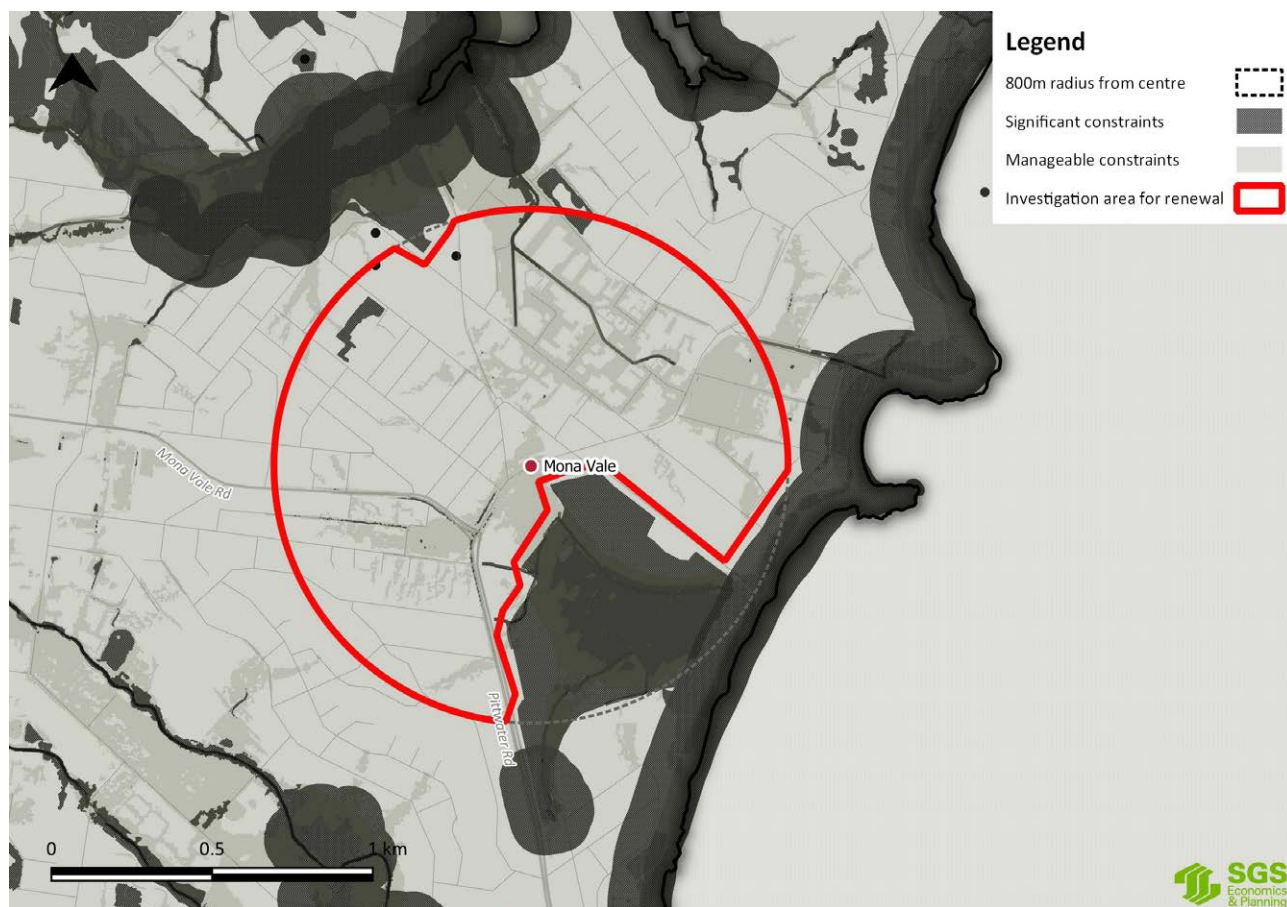 Legend
800m radius from centre
Significant constraints
Manageable constraints
Investigation area for renewal
Mona Vale
Mona Vale Rd
Pittwater Rd
0 0.5 1 km
SGS
Economics
& Planning